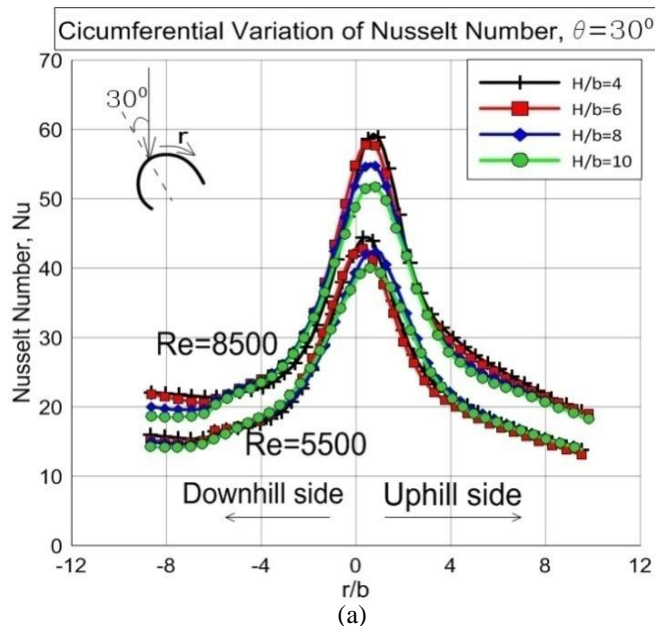 Cicumferential Variation of Nusselt Number, θ=30⁰
70
60
50
40
30
20
10
0
Nusselt Number, Nu
30⁰
r
H/b=4
H/b=6
H/b=8
H/b=10
Re=8500
Re=5500
Downhill side
Uphill side
-12
-8
-4
0
4
8
12
r/b
(a)